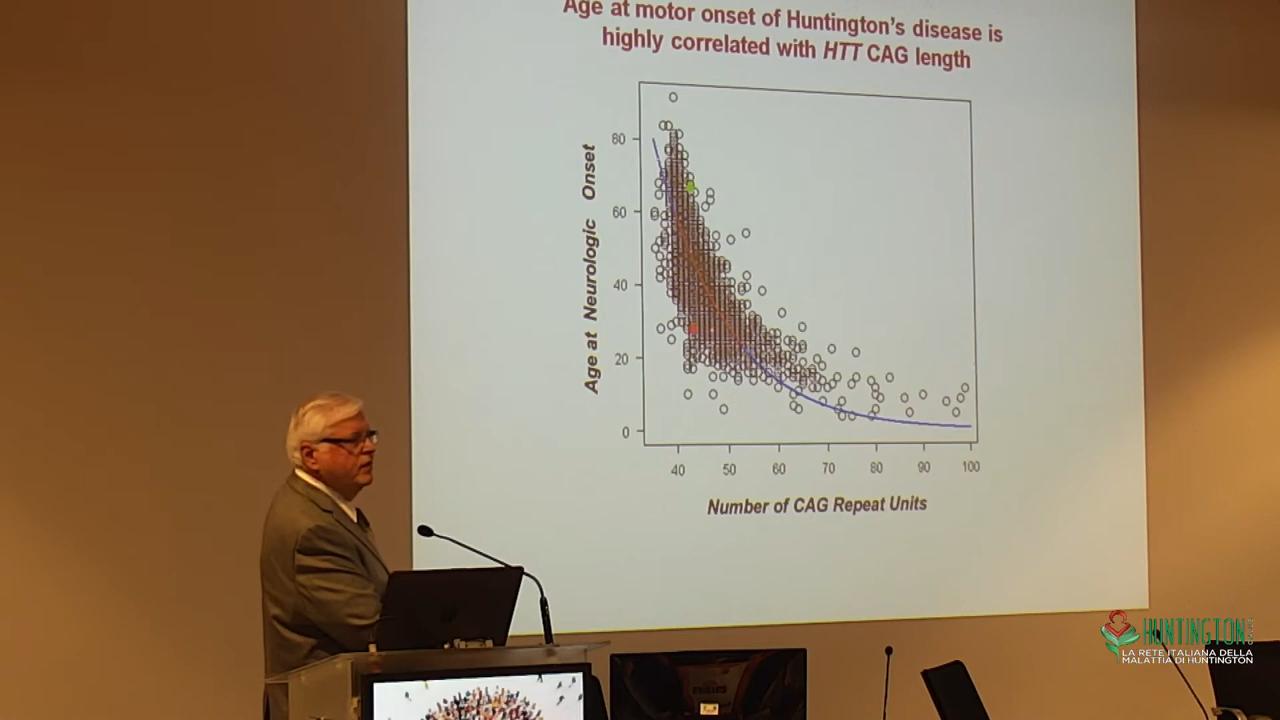 Age at motor onset of Huntington's disease is
highly correlated with HTT CAG length
Age at Neurologic Onset
80
60
40
20
0
40 50 60 70 80 90 100
Number of CAG Repeat Units
HUNTINGTON
LA RETE ITALIANA DELLA
MALATTIA DI HUNTINGTON